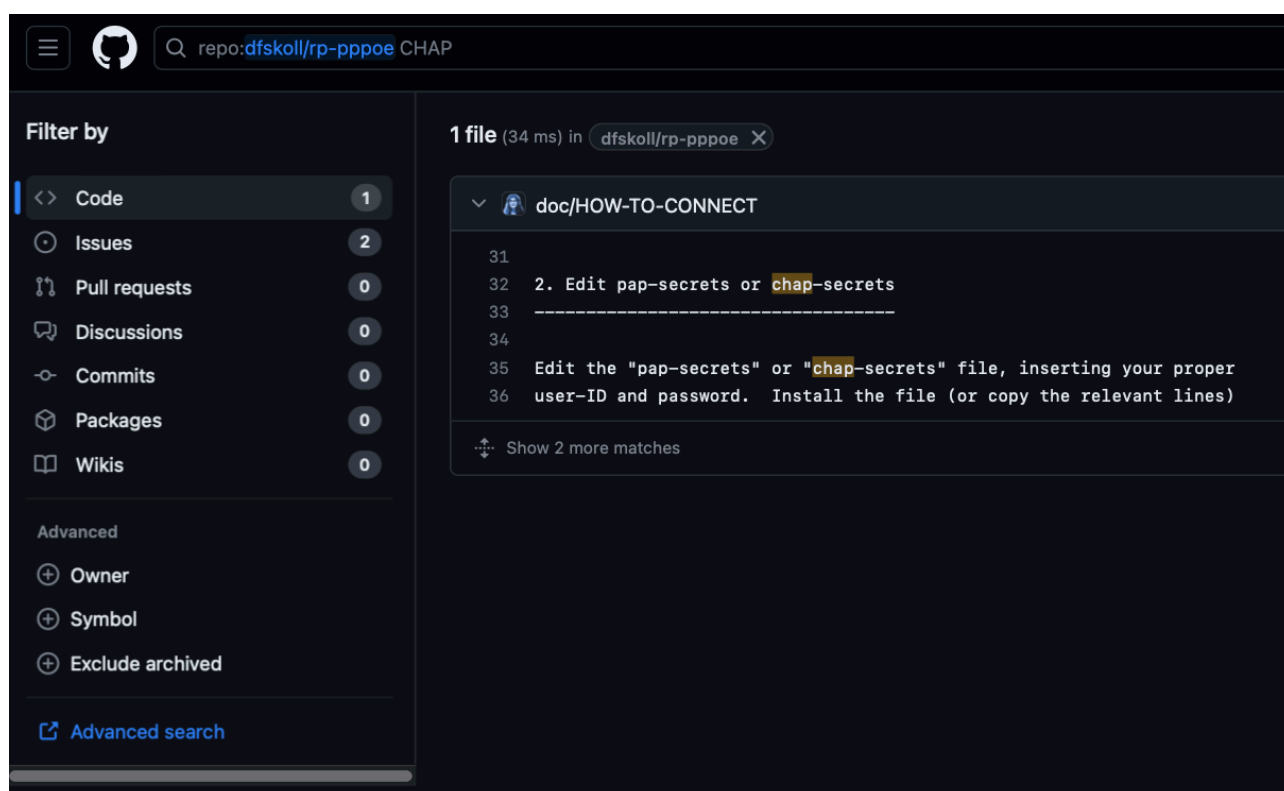 repo:dfskoll/rp-pppoe CHAP
Filter by
Code 1
Issues 2
Pull requests 0
Discussions 0
Commits 0
Packages 0
Wikis 0
Advanced
Owner
Symbol
Exclude archived
Advanced search
1 file (34 ms) in dfskoll/rp-pppoe
doc/HOW-TO-CONNECT
31
32 2. Edit pap-secrets or chap-secrets
33 -----------------------------------
34
35 Edit the "pap-secrets" or "chap-secrets" file, inserting your proper
36 user-ID and password.  Install the file (or copy the relevant lines)
Show 2 more matches